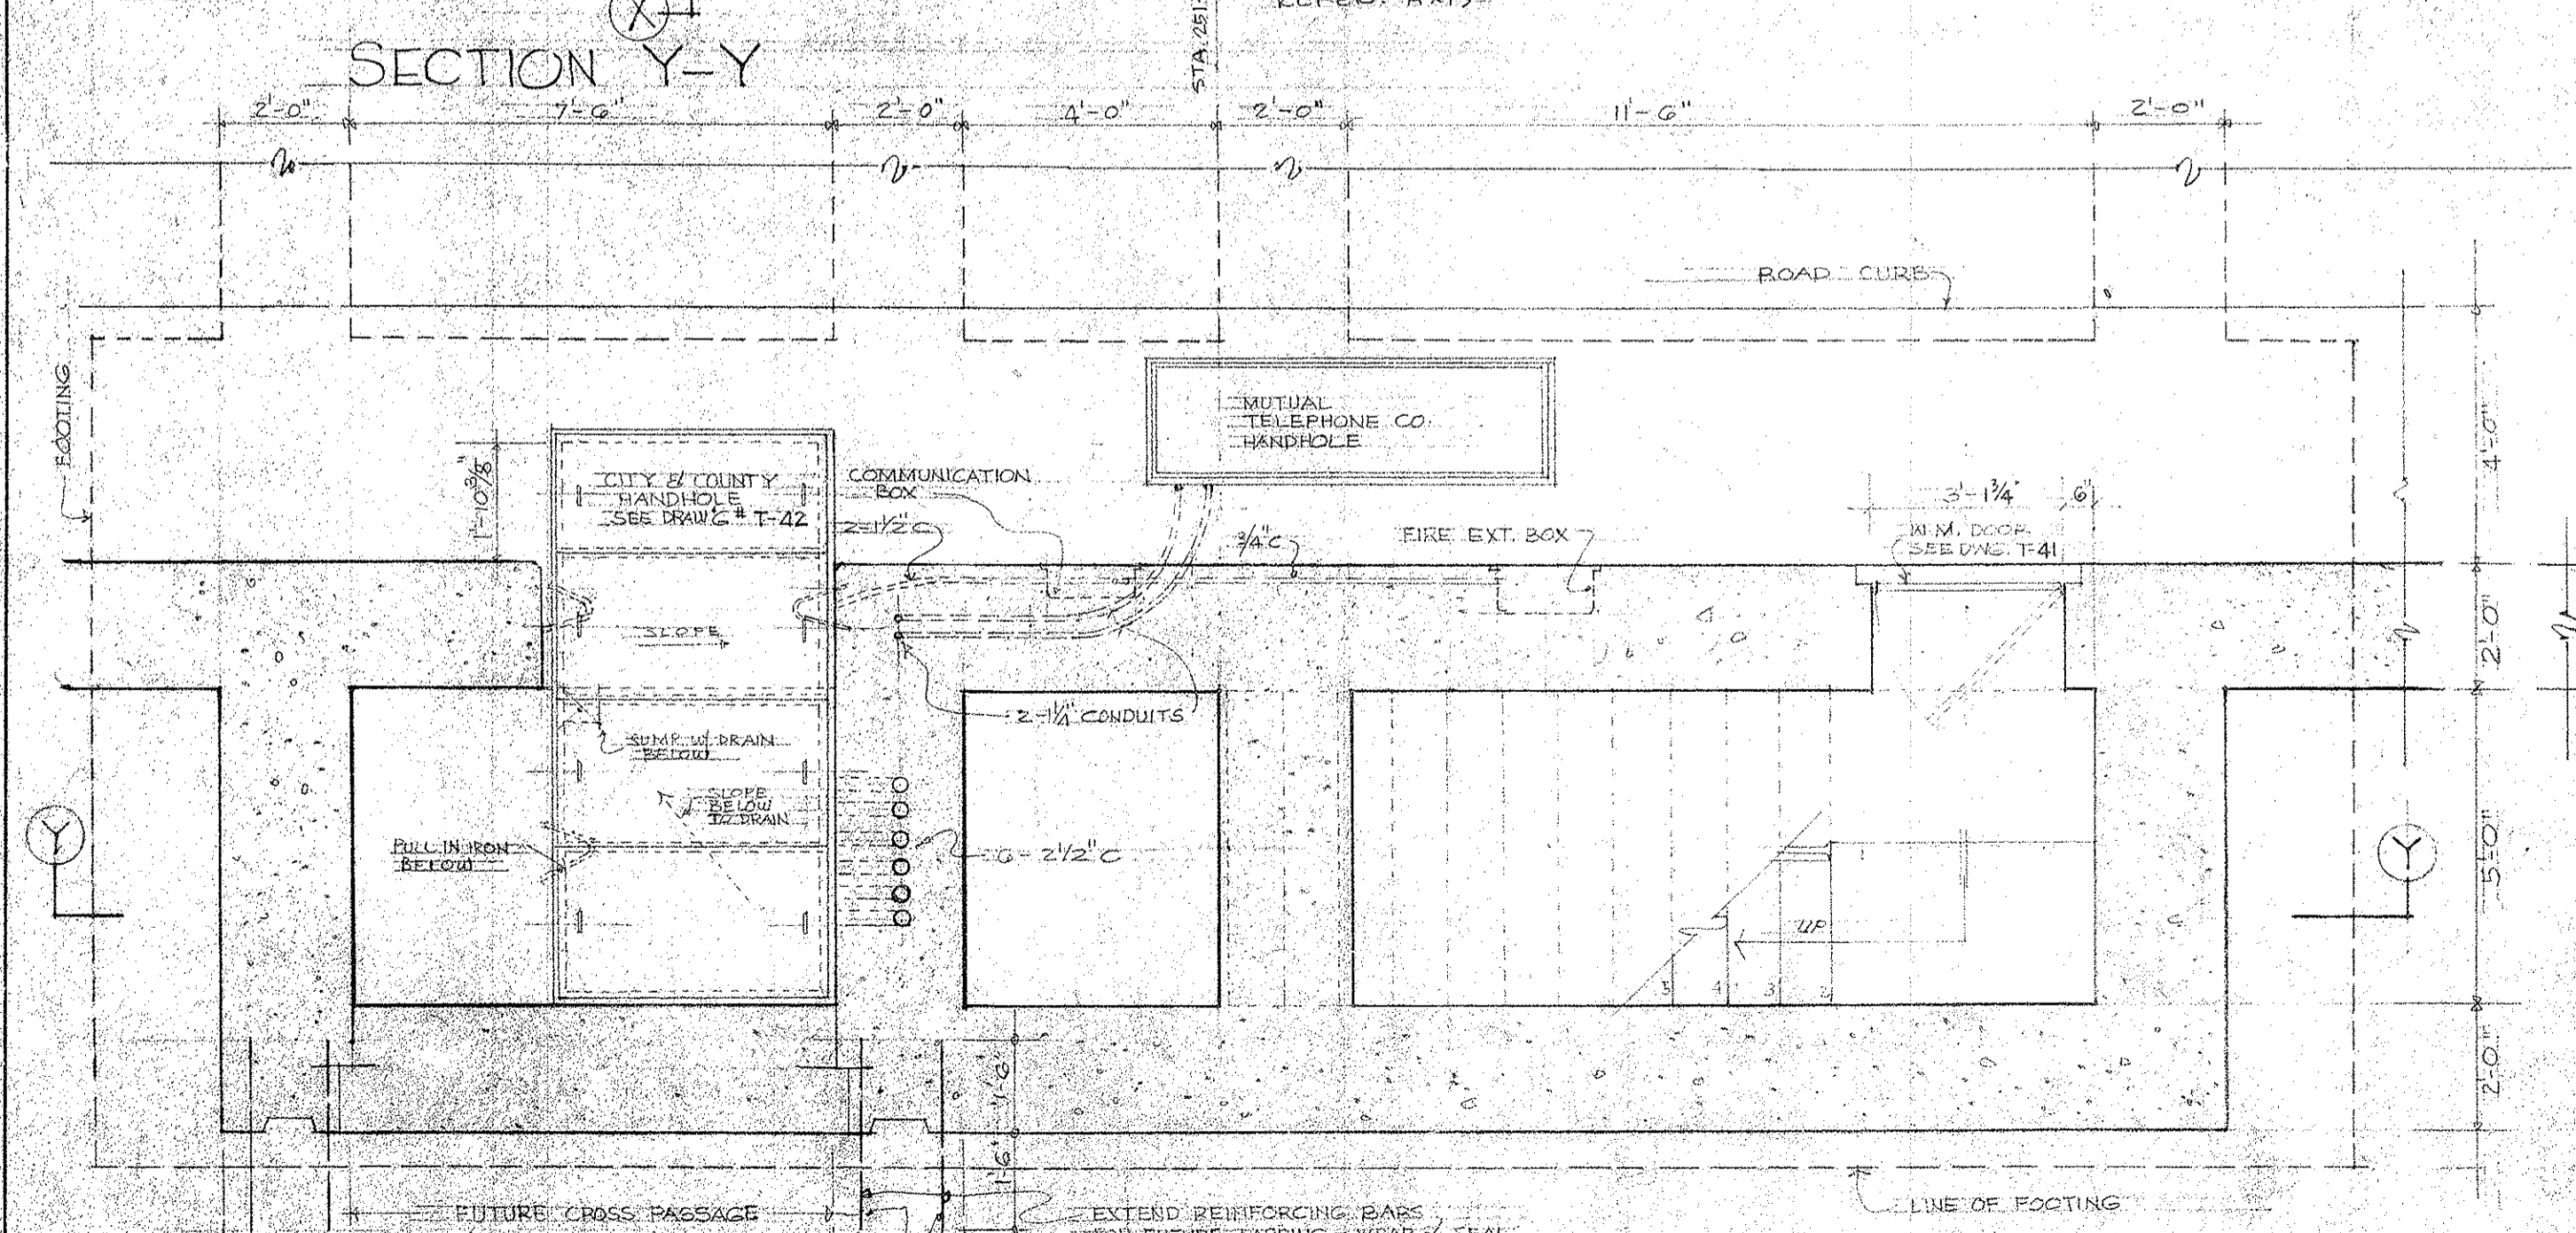 X
SECTION Y-Y
STA. 251
2'-0"
7'-6"
2'-0"
4'-0"
2'-0"
11'-6"
2'-0"
ROAD CURB
FOOTING
MUTUAL
TELEPHONE CO.
HANDHOLE
4'-0"
1'-10 3/8"
CITY & COUNTY
HANDHOLE
SEE DRAW'G # T-42
COMMUNICATION
BOX
2-1 1/2" C
3/4" C
FIRE EXT. BOX
3'-1 3/4"
6"
W.M. DOOR
SEE DWG. T-41
SLOPE
2'-0"
2-1 1/4" CONDUITS
SUMP W/ DRAIN
BELOW
SLOPE
BELOW
TO DRAIN
PULL IN IRON
BELOW
6 - 2 1/2" C
Y
Y
5'-0"
UP
5
4
3
2
1
1'-6"
2'-0"
1'-6"
FUTURE CROSS PASSAGE
EXTEND REINFORCING BARS
LINE OF FOOTING